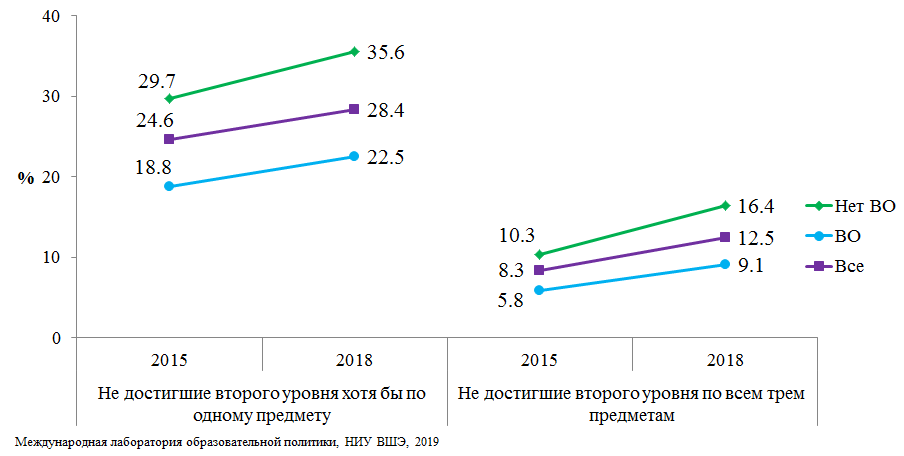 40
30
20
10
0
%
29.7
35.6
24.6
28.4
18.8
22.5
10.3
16.4
8.3
12.5
5.8
9.1
Нет ВО
ВО
Все
2015
2018
2015
2018
Не достигшие второго уровня хотя бы по
одному предмету
Не достигшие второго уровня по всем трем
предметам
Международная лаборатория образовательной политики, НИУ ВШЭ, 2019